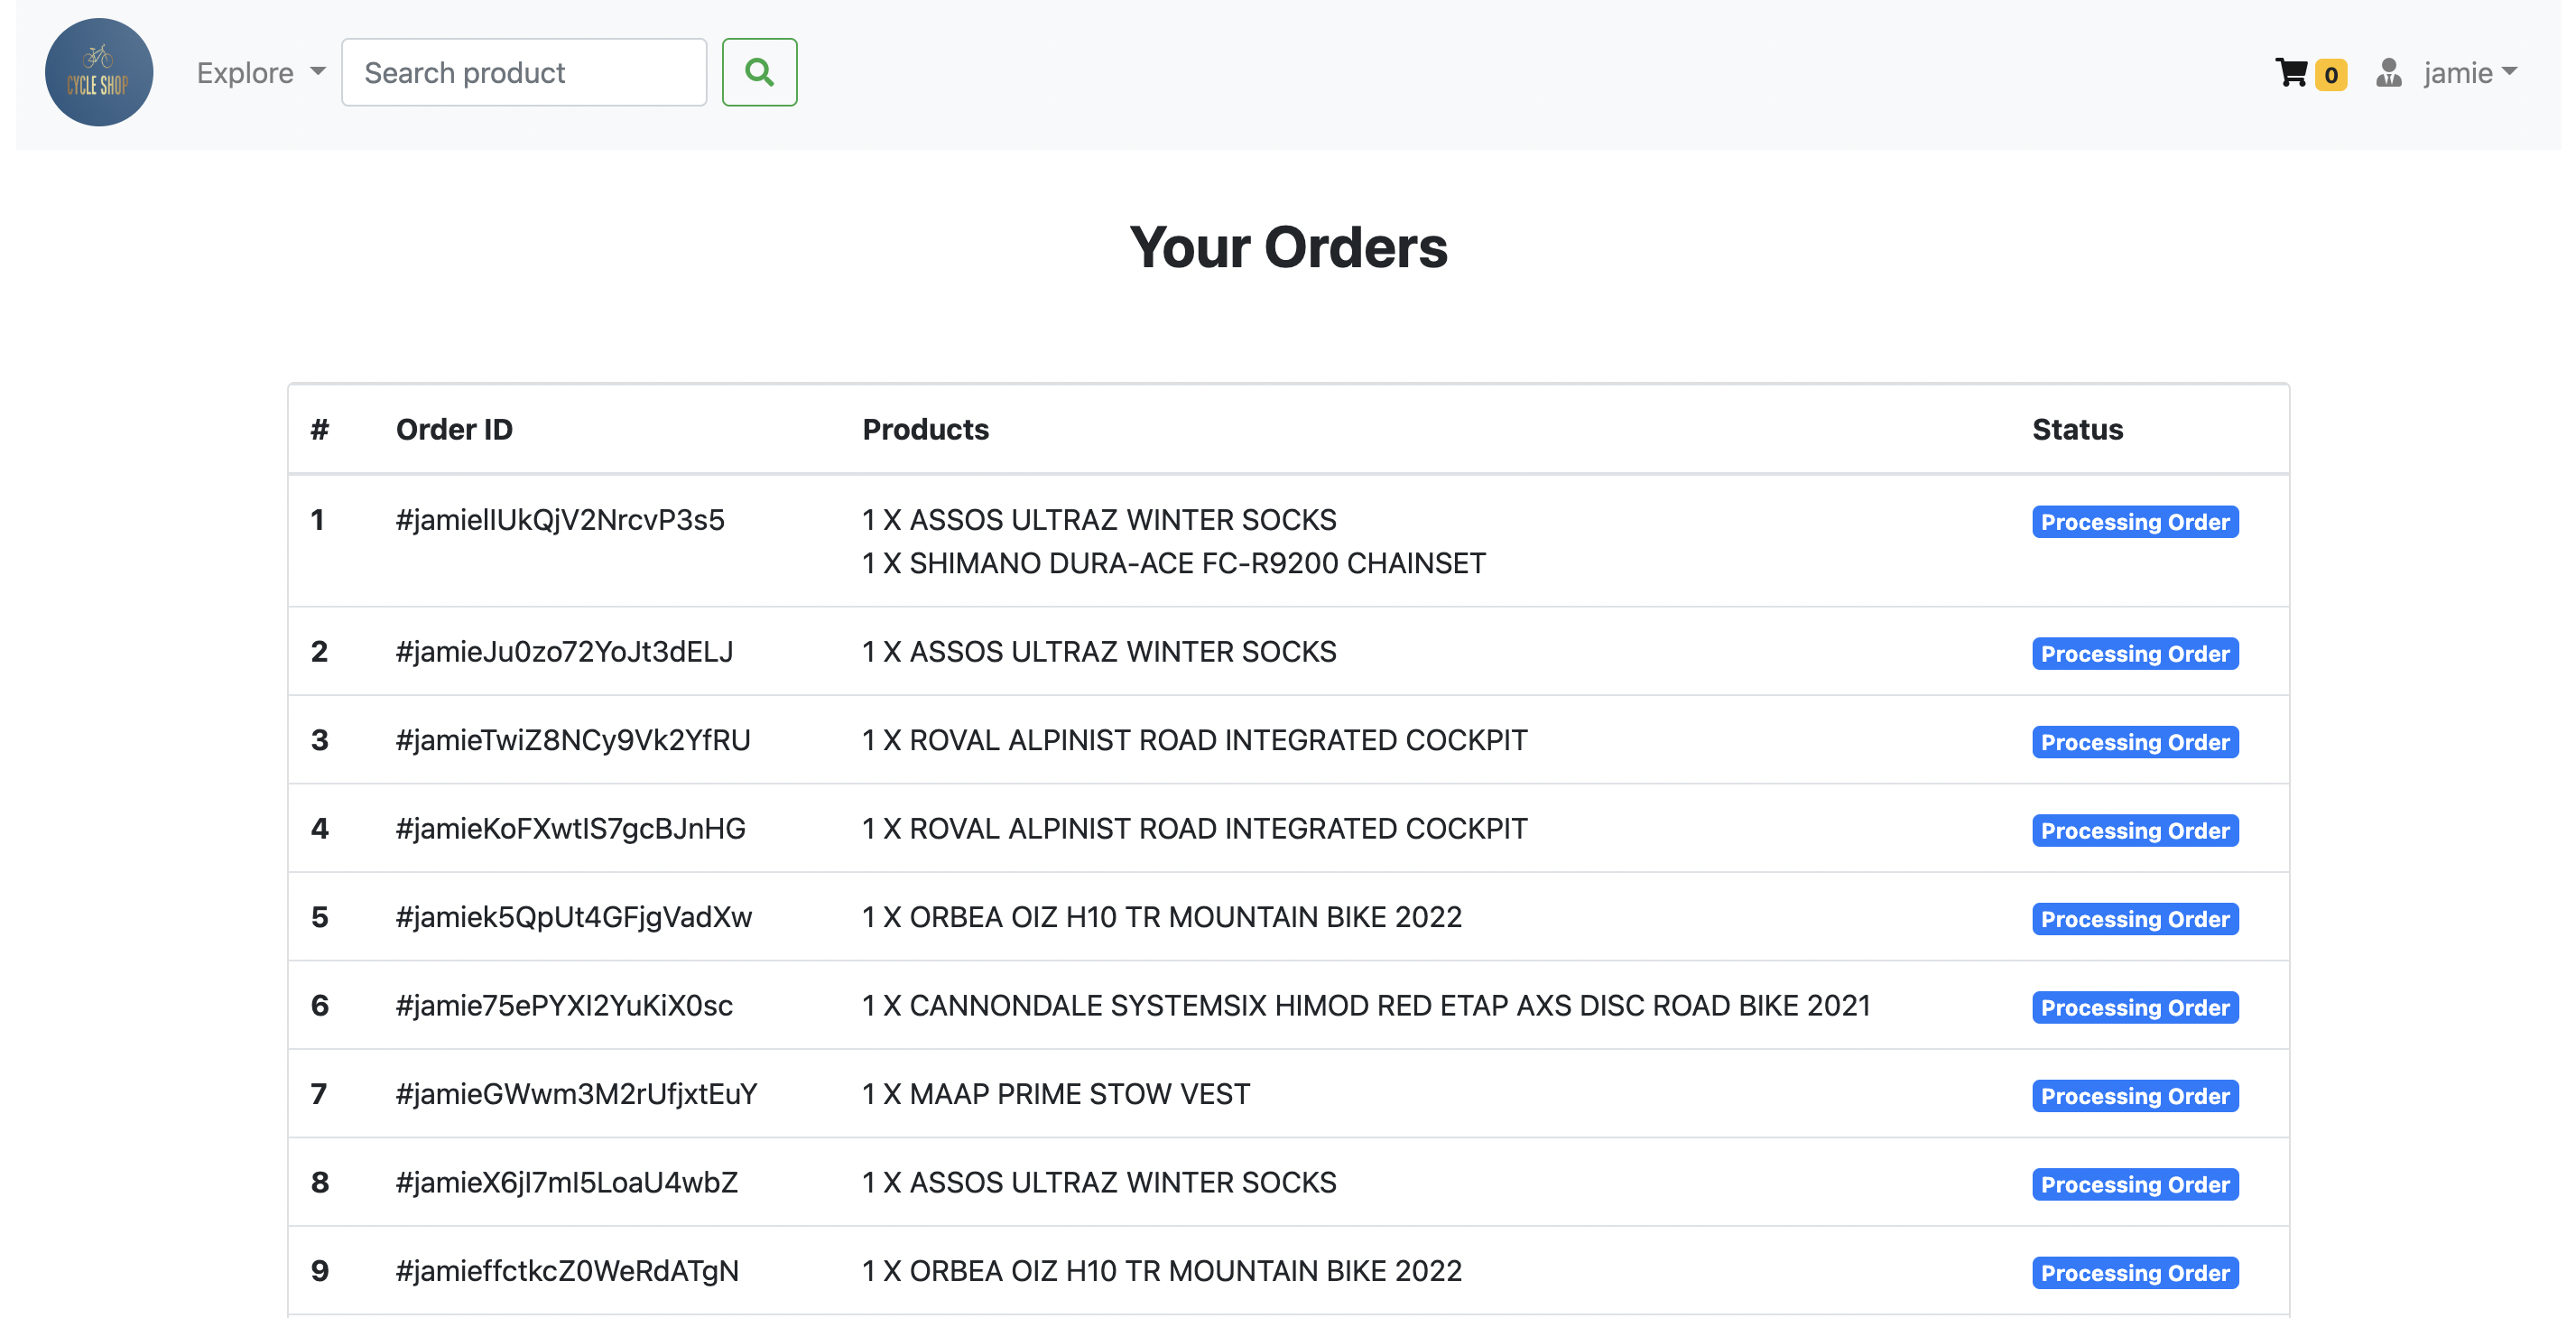 CYCLE SHOP
Explore
Search product
0
jamie
Your Orders
# Order ID Products Status
1 #jamielIUkQjV2NrcvP3s5 1 X ASSOS ULTRAZ WINTER SOCKS Processing Order
1 X SHIMANO DURA-ACE FC-R9200 CHAINSET
2 #jamieJu0zo72YoJt3dELJ 1 X ASSOS ULTRAZ WINTER SOCKS Processing Order
3 #jamieTwiZ8NCy9Vk2YfRU 1 X ROVAL ALPINIST ROAD INTEGRATED COCKPIT Processing Order
4 #jamieKoFXwtIS7gcBJnHG 1 X ROVAL ALPINIST ROAD INTEGRATED COCKPIT Processing Order
5 #jamiek5QpUt4GFjgVadXw 1 X ORBEA OIZ H10 TR MOUNTAIN BIKE 2022 Processing Order
6 #jamie75ePYXI2YuKiX0sc 1 X CANNONDALE SYSTEMSIX HIMOD RED ETAP AXS DISC ROAD BIKE 2021 Processing Order
7 #jamieGWwm3M2rUfjxtEuY 1 X MAAP PRIME STOW VEST Processing Order
8 #jamieX6jI7mI5LoaU4wbZ 1 X ASSOS ULTRAZ WINTER SOCKS Processing Order
9 #jamieffctkcZ0WeRdATgN 1 X ORBEA OIZ H10 TR MOUNTAIN BIKE 2022 Processing Order